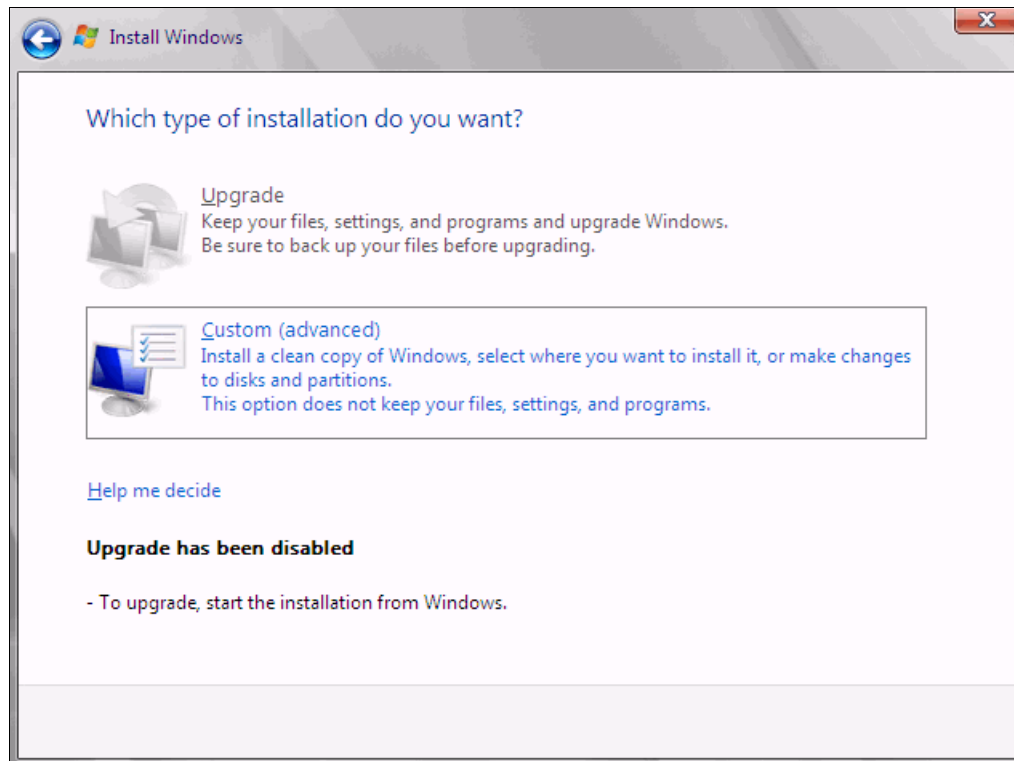 Install Windows
Which type of installation do you want?
Upgrade
Keep your files, settings, and programs and upgrade Windows.
Be sure to back up your files before upgrading.
Custom (advanced)
Install a clean copy of Windows, select where you want to install it, or make changes
to disks and partitions.
This option does not keep your files, settings, and programs.
Help me decide
Upgrade has been disabled
- To upgrade, start the installation from Windows.